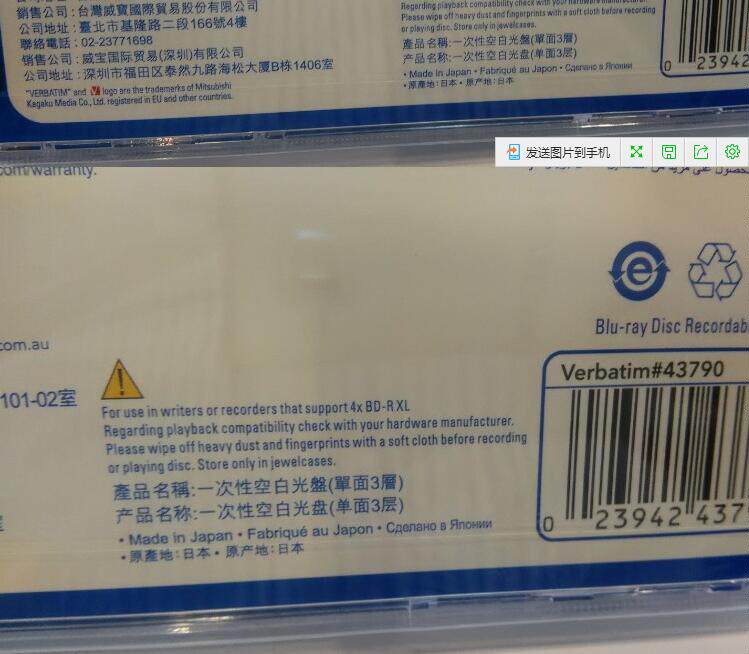 銷售公司：台灣威寶國際貿易股份有限公司
公司地址：臺北市基隆路二段166號4樓
聯絡電話：02-23771698
销售公司：威宝国际贸易(深圳)有限公司
公司地址：深圳市福田区泰然九路海松大厦B栋1406室
"VERBATIM" and logo are the trademarks of Mitsubishi
Kagaku Media Co., Ltd. registered in EU and other countries.
Regarding playback compatibility check with your hardware manufacturer.
Please wipe off heavy dust and fingerprints with a soft cloth before recording
or playing disc. Store only in jewelcases.
產品名稱:一次性空白光盤(單面3層)
产品名称:一次性空白光盘(单面3层)
• Made in Japan • Fabriqué au Japon • Сделано в Японии
• 原產地：日本 • 原产地：日本
0 23942
发送图片到手机
com/warranty.
e
Blu-ray Disc Recordab
com.au
101-02室
For use in writers or recorders that support 4x BD-R XL
Regarding playback compatibility check with your hardware manufacturer.
Please wipe off heavy dust and fingerprints with a soft cloth before recording
or playing disc. Store only in jewelcases.
產品名稱:一次性空白光盤(單面3層)
产品名称:一次性空白光盘(单面3层)
• Made in Japan • Fabriqué au Japon • Сделано в Японии
• 原產地：日本 • 原产地：日本
Verbatim#43790
0 23942 437